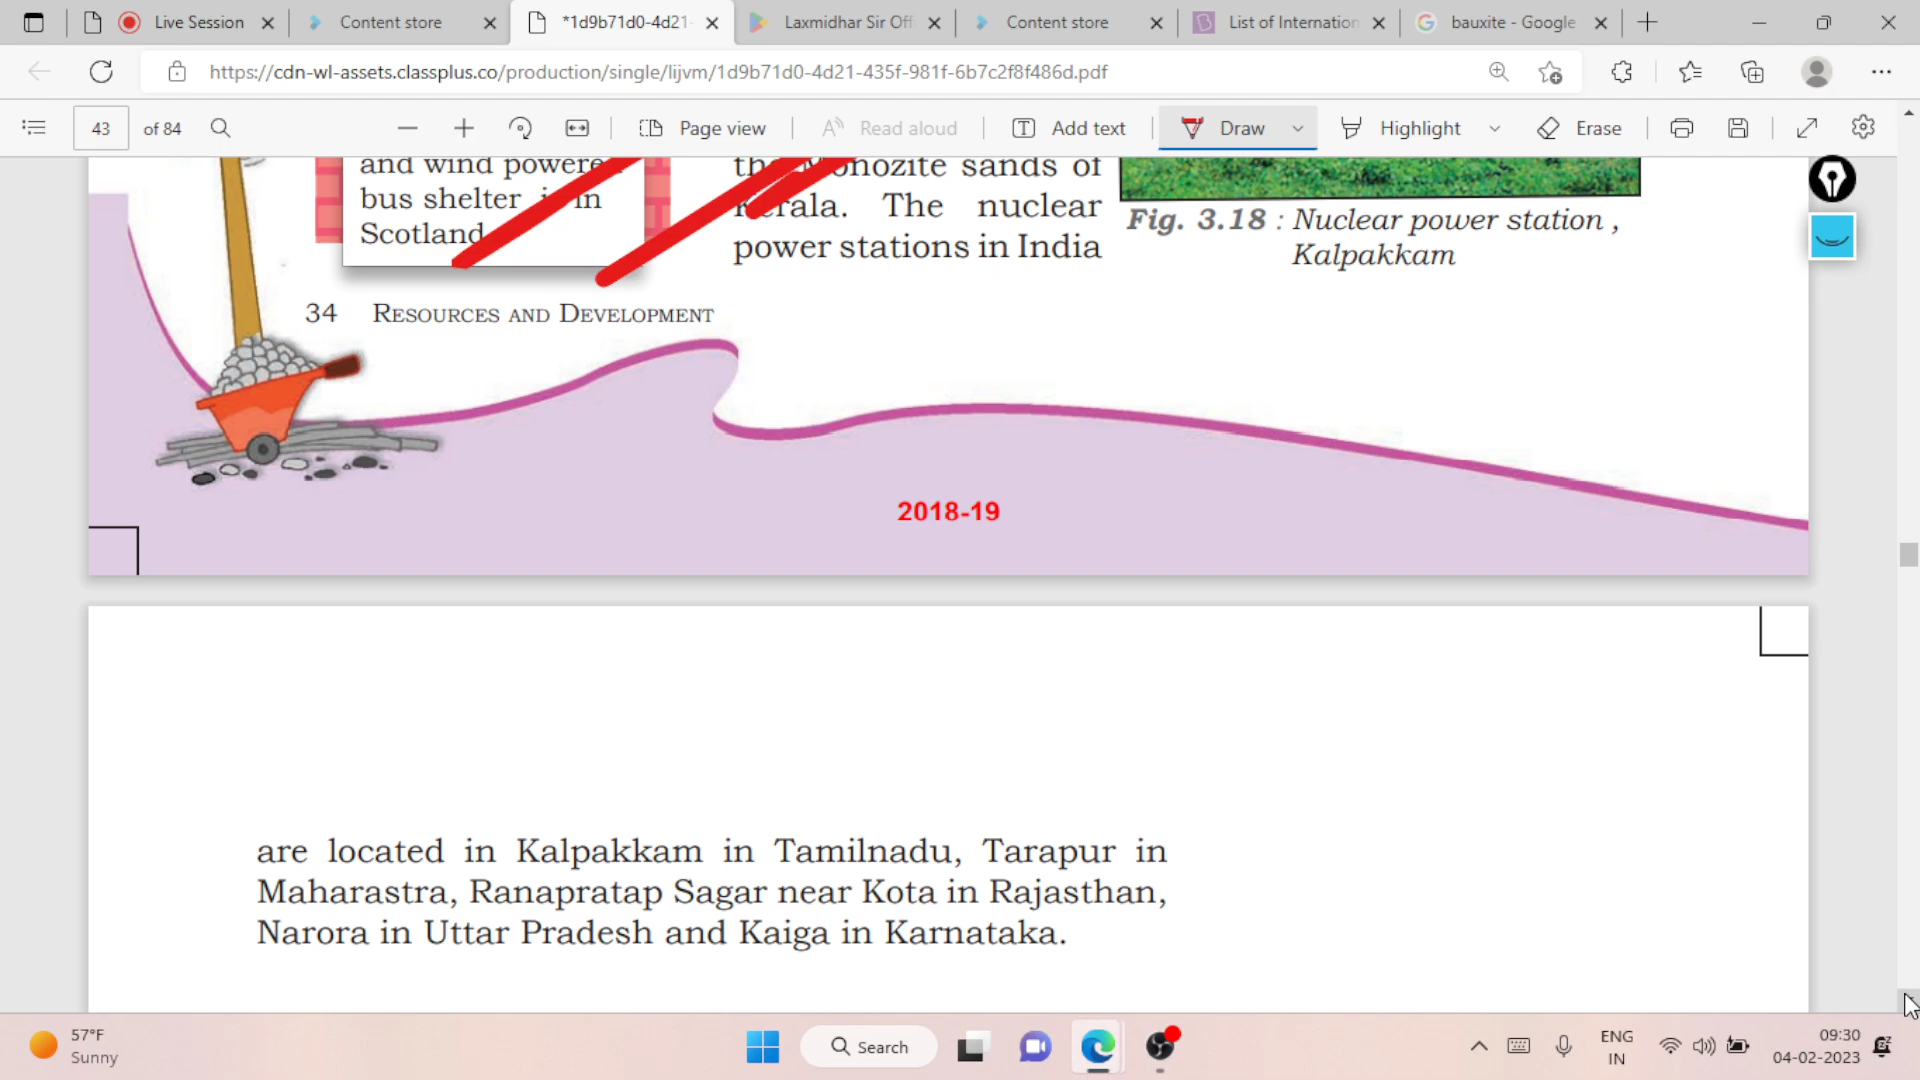 Live Session
Content store
*1d9b71d0-4d21-
Laxmidhar Sir Off
Content store
List of Internation
bauxite - Google
https://cdn-wl-assets.classplus.co/production/single/lijvm/1d9b71d0-4d21-435f-981f-6b7c2f8f486d.pdf
43 of 84
Page view
Read aloud
Add text
Draw
Highlight
Erase
and wind powere
bus shelter in
Scotland
sands of
The nuclear
power stations in India
Fig. 3.18 : Nuclear power station ,
Kalpakkam
34 RESOURCES AND DEVELOPMENT
2018-19
are located in Kalpakkam in Tamilnadu, Tarapur in
Maharastra, Ranapratap Sagar near Kota in Rajasthan,
Narora in Uttar Pradesh and Kaiga in Karnataka.
57°F
Sunny
Search
ENG
IN
09:30
04-02-2023